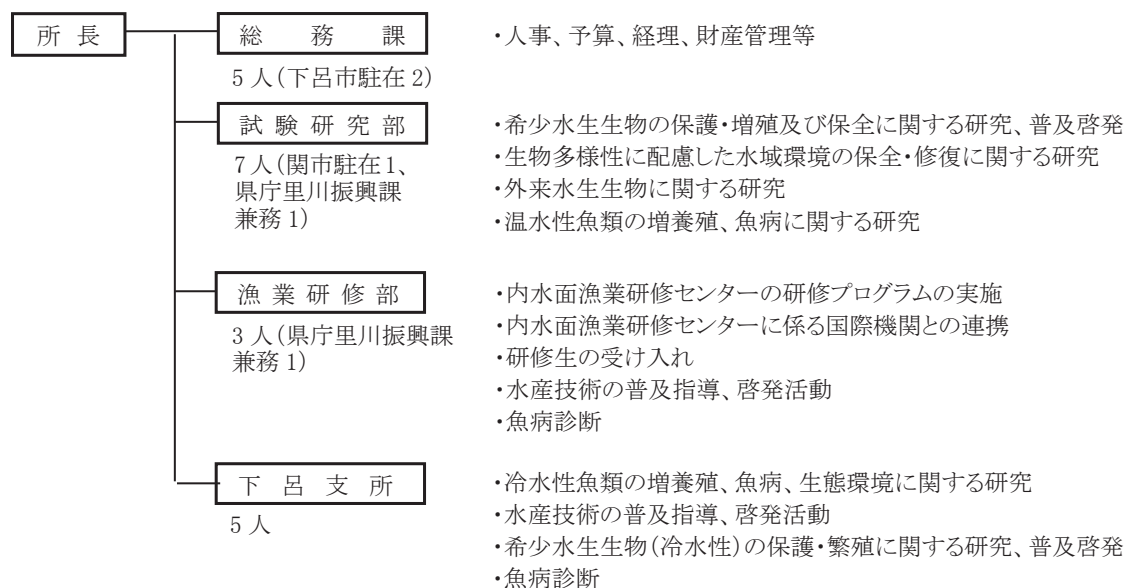 所長
総務課
・人事、予算、経理、財産管理等
5人(下呂市駐在2)
試験研究部
・希少水生生物の保護・増殖及び保全に関する研究、普及啓発
7人(関市駐在1、
・生物多様性に配慮した水域環境の保全・修復に関する研究
県庁里川振興課
・外来水生生物に関する研究
兼務1)
・温水性魚類の増養殖、魚病に関する研究
漁業研修部
・内水面漁業研修センターの研修プログラムの実施
3人(県庁里川振興課
・内水面漁業研修センターに係る国際機関との連携
兼務1)
・研修生の受け入れ
・水産技術の普及指導、啓発活動
・魚病診断
下呂支所
・冷水性魚類の増養殖、魚病、生態環境に関する研究
5人
・水産技術の普及指導、啓発活動
・希少水生生物(冷水性)の保護・繁殖に関する研究、普及啓発
・魚病診断